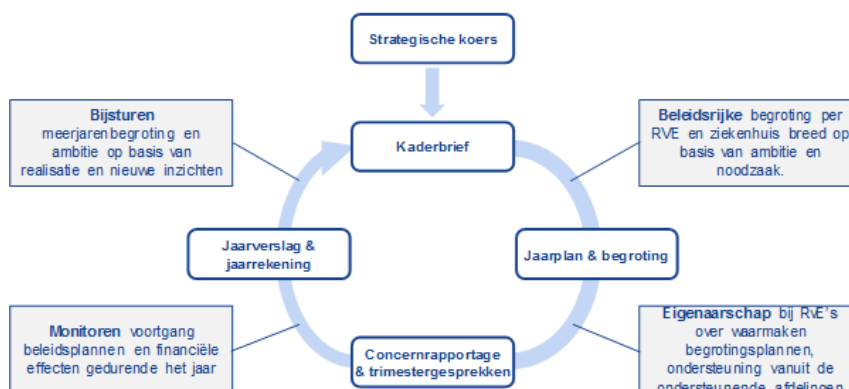 Strategische koers
Bijsturen
meerjarenbegroting en
ambitie op basis van
realisatie en nieuwe inzichten
Kaderbrief
Beleidsrijke begroting per
RVE en ziekenhuis breed op
basis van ambitie en
noodzaak.
Jaarverslag &
jaarrekening
Jaarplan & begroting
Monitoren voortgang
beleidsplannen en financiële
effecten gedurende het jaar
Concernrapportage
& trimestergesprekken
Eigenaarschap bij RvE's
over waarmaken
begrotingsplannen,
ondersteuning vanuit de
ondersteunende afdelingen